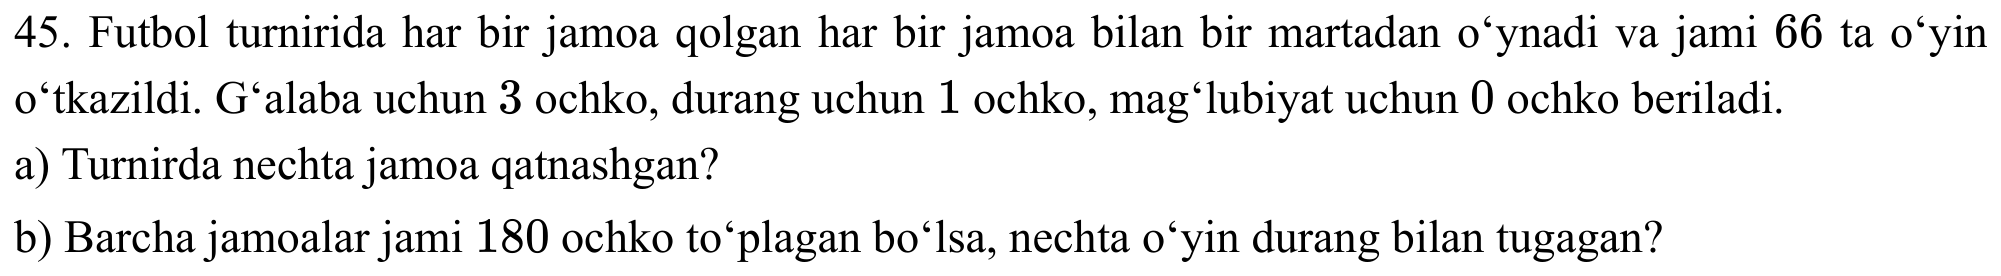 45. Futbol turnirida har bir jamoa qolgan har bir jamoa bilan bir martadan o‘ynadi va jami 66 ta o‘yin
o‘tkazildi. G‘alaba uchun 3 ochko, durang uchun 1 ochko, mag‘lubiyat uchun 0 ochko beriladi.
a) Turnirda nechta jamoa qatnashgan?
b) Barcha jamoalar jami 180 ochko to‘plagan bo‘lsa, nechta o‘yin durang bilan tugagan?